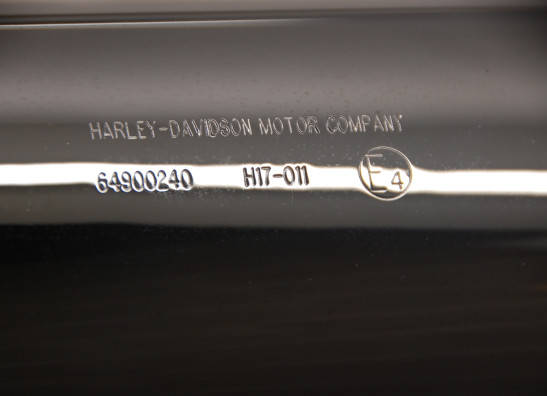 HARLEY-DAVIDSON MOTOR COMPANY
64900240 H17-011 E4